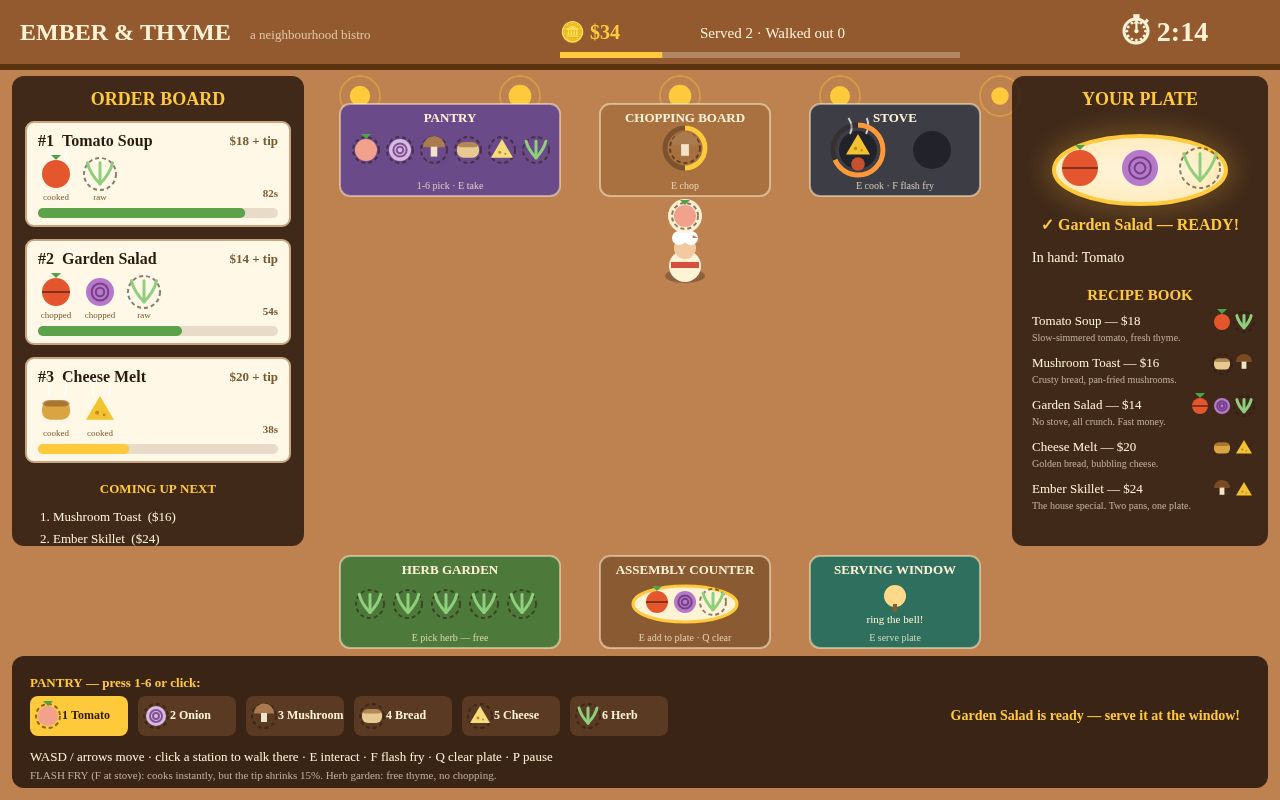 EMBER & THYME
a neighbourhood bistro
$34
Served 2 · Walked out 0
2:14
ORDER BOARD
#1 Tomato Soup
$18 + tip
cooked
raw
82s
#2 Garden Salad
$14 + tip
chopped
chopped
raw
54s
#3 Cheese Melt
$20 + tip
cooked
cooked
38s
COMING UP NEXT
1. Mushroom Toast ($16)
2. Ember Skillet ($24)
PANTRY
1-6 pick · E take
CHOPPING BOARD
E chop
STOVE
E cook · F flash fry
HERB GARDEN
E pick herb — free
ASSEMBLY COUNTER
E add to plate · Q clear
SERVING WINDOW
ring the bell!
E serve plate
YOUR PLATE
✓ Garden Salad — READY!
In hand: Tomato
RECIPE BOOK
Tomato Soup — $18
Slow-simmered tomato, fresh thyme.
Mushroom Toast — $16
Crusty bread, pan-fried mushrooms.
Garden Salad — $14
No stove, all crunch. Fast money.
Cheese Melt — $20
Golden bread, bubbling cheese.
Ember Skillet — $24
The house special. Two pans, one plate.
PANTRY — press 1-6 or click:
1 Tomato
2 Onion
3 Mushroom
4 Bread
5 Cheese
6 Herb
Garden Salad is ready — serve it at the window!
WASD / arrows move · click a station to walk there · E interact · F flash fry · Q clear plate · P pause
FLASH FRY (F at stove): cooks instantly, but the tip shrinks 15%. Herb garden: free thyme, no chopping.